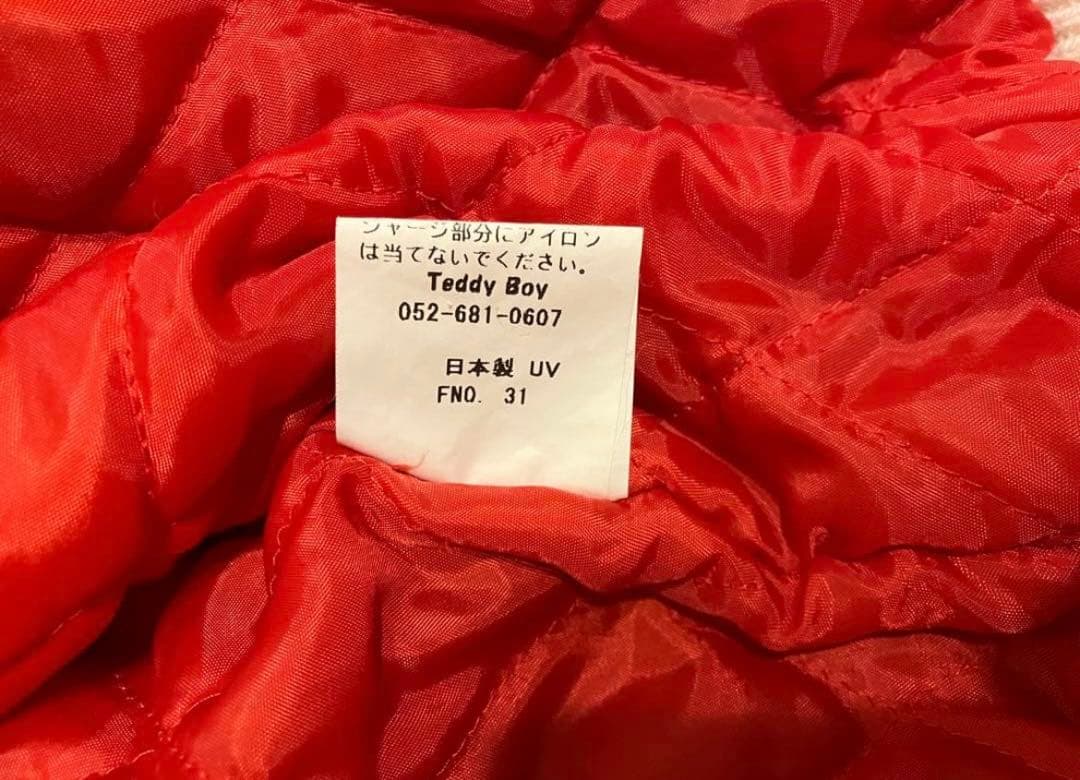 シャージ部分にアイロン
は当てないでください。
Teddy Boy
052-681-0607
日本製 UV
FNO. 31